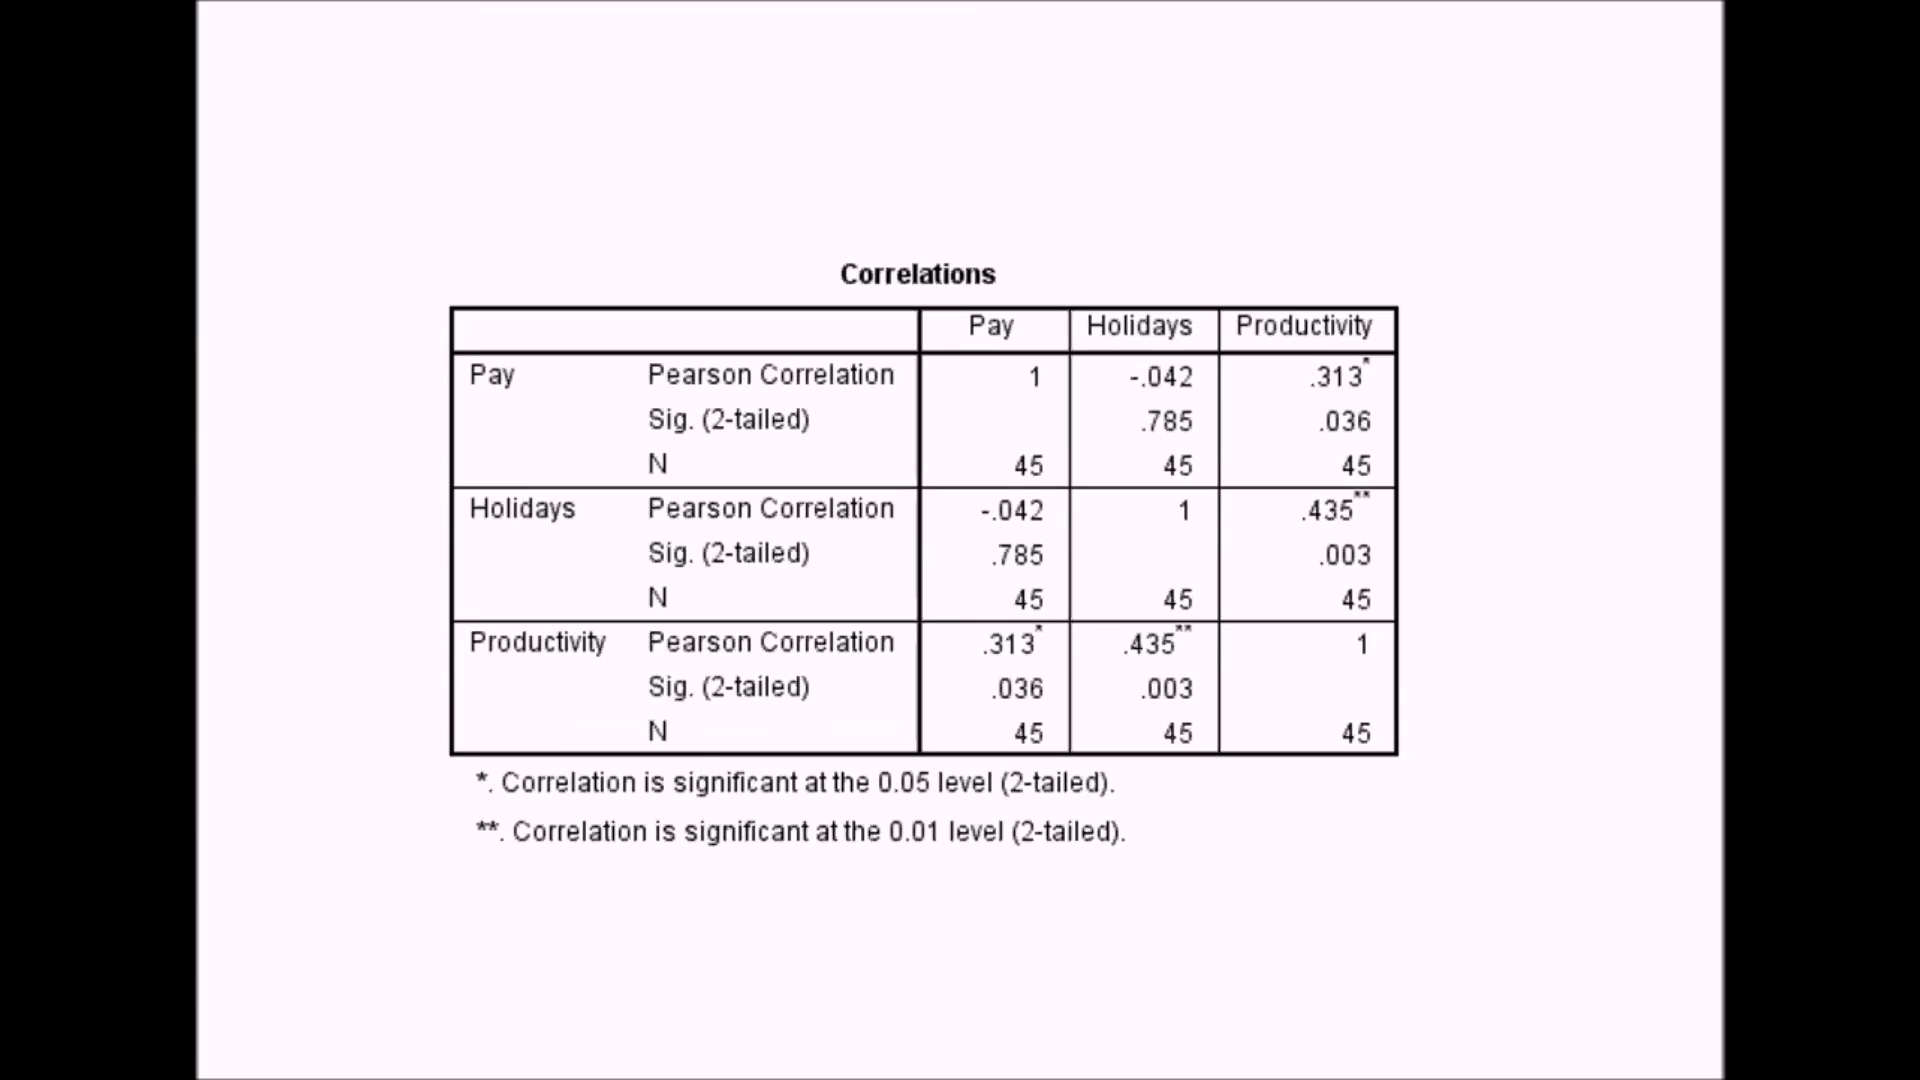 Correlations
Pay Holidays Productivity
Pay Pearson Correlation 1 -.042 .313*
Sig. (2-tailed) .785 .036
N 45 45 45
Holidays Pearson Correlation -.042 1 .435**
Sig. (2-tailed) .785 .003
N 45 45 45
Productivity Pearson Correlation .313* .435** 1
Sig. (2-tailed) .036 .003
N 45 45 45
*. Correlation is significant at the 0.05 level (2-tailed).
**. Correlation is significant at the 0.01 level (2-tailed).